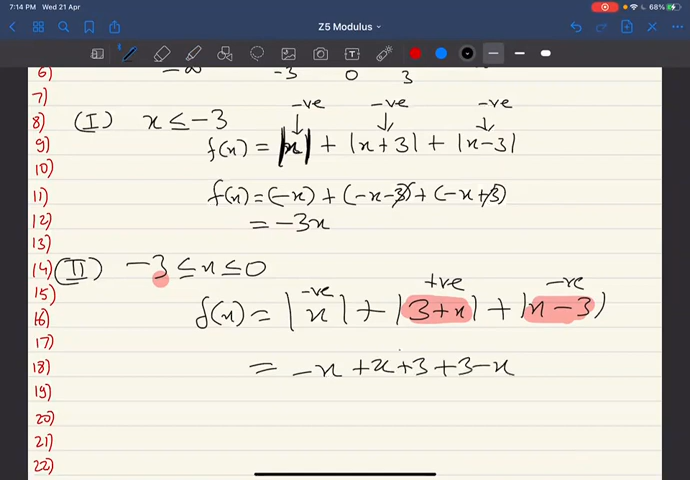 7:14 PM Wed 21 Apr 68%
Z5 Modulus
6) -∞ -3 0 3
7) -ve -ve -ve
8) (I) x ≤ -3
9) f(x) = |x| + |x+3| + |x-3|
10)
11) f(x) = (-x) + (-x-3) + (-x+3)
12) = -3x
13)
14) (II) -3 ≤ x ≤ 0
15) -ve +ve -ve
16) f(x) = |x| + |3+x| + |x-3|
17)
18) = -x +x+3 +3-x
19)
20)
21)
22)